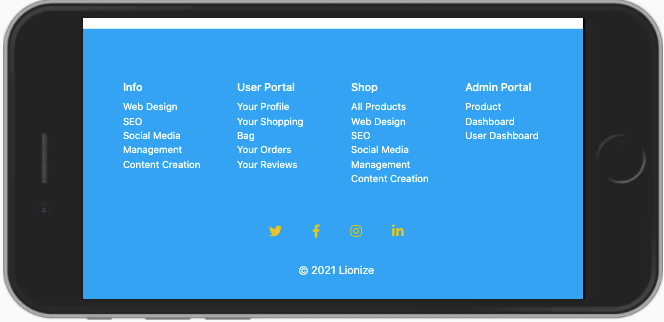 Info
Web Design
SEO
Social Media
Management
Content Creation
User Portal
Your Profile
Your Shopping
Bag
Your Orders
Your Reviews
Shop
All Products
Web Design
SEO
Social Media
Management
Content Creation
Admin Portal
Product
Dashboard
User Dashboard
© 2021 Lionize